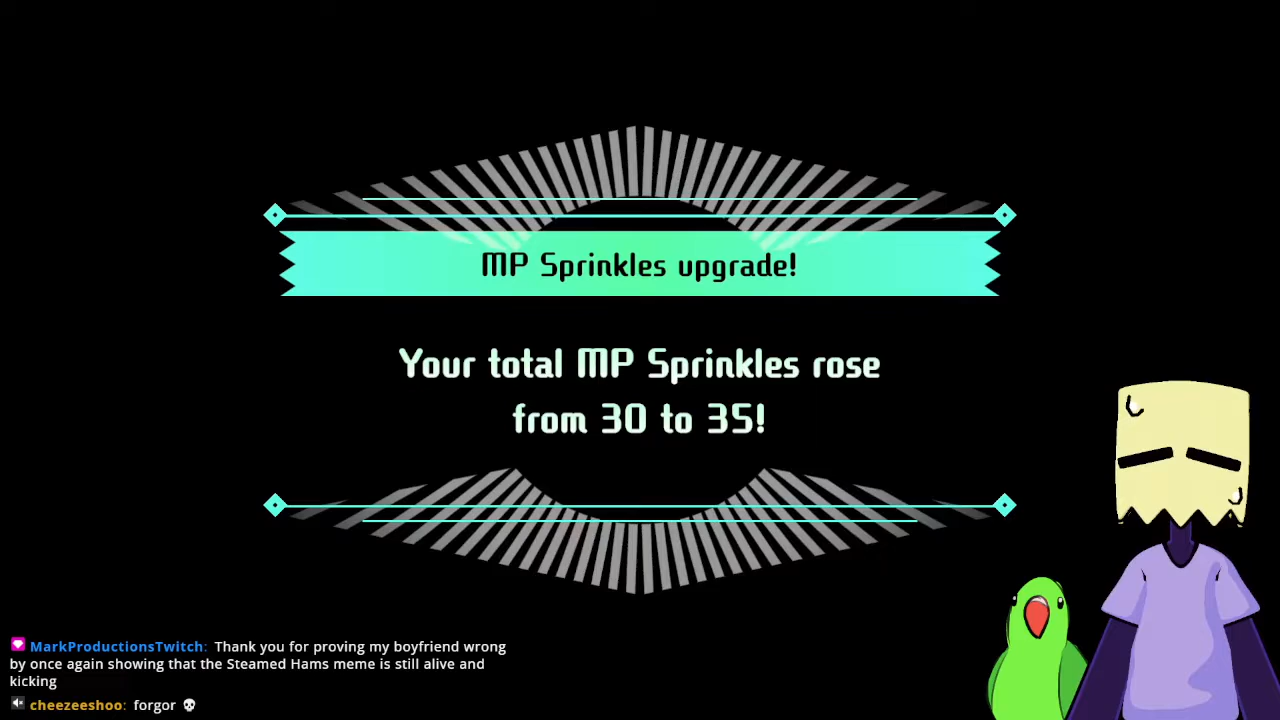 MP Sprinkles upgrade!
Your total MP Sprinkles rose
from 30 to 35!
MarkProductionsTwitch: Thank you for proving my boyfriend wrong
by once again showing that the Steamed Hams meme is still alive and
kicking
cheezeeshoo: forgor 💀